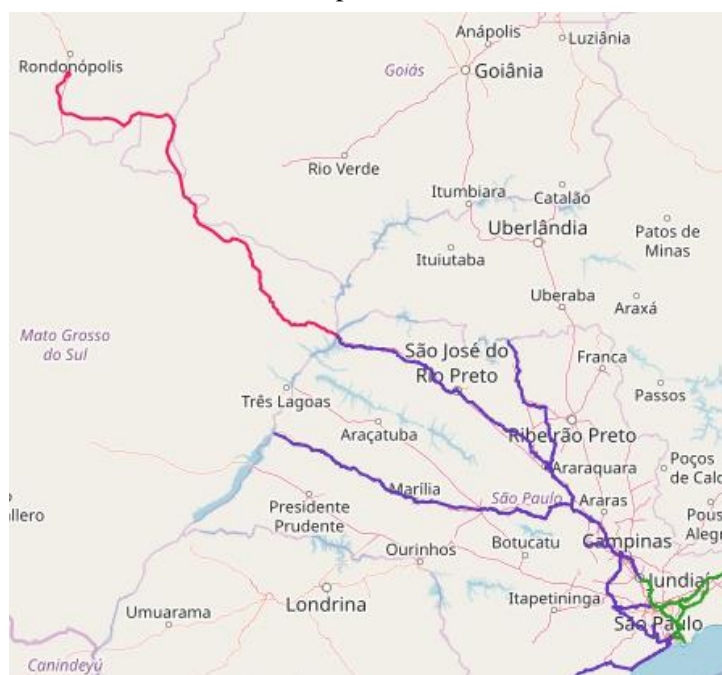 Anápolis
Luziânia
Rondonópolis
Goiás
Goiânia
Rio Verde
Itumbiara
Catalão
Uberlândia
Patos de
Minas
Ituiutaba
Uberaba
Araxá
Mato Grosso
do Sul
São José do
Rio Preto
Franca
Três Lagoas
Passos
Araçatuba
Ribeirão Preto
Araraquara
Poços
de Calc
Marília
São Paulo
Araras
Presidente
Prudente
allero
Pous
Alegr
Campinas
Ourinhos
Botucatu
Jundiaí
Londrina
Itapetininga
Umuarama
São Paulo
Canindeyú